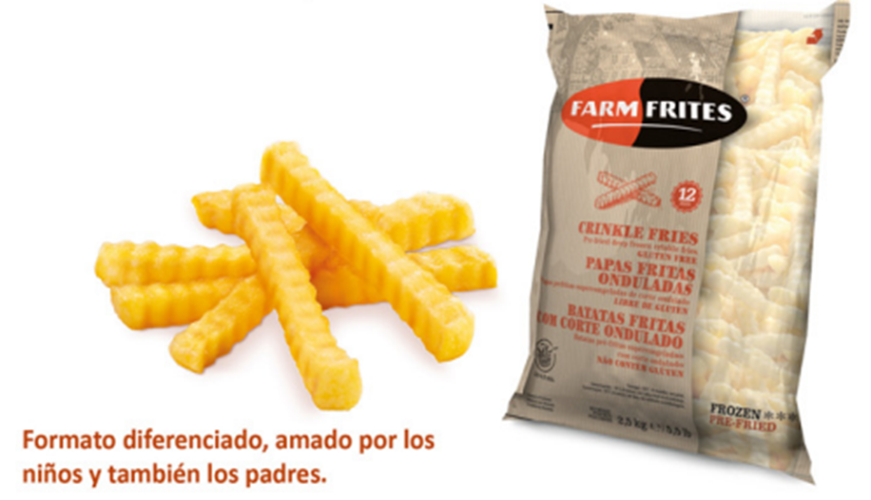 FARM FRITES
12
CRINKLE FRIES
GLUTEN FREE
PAPAS FRITAS
ONDULADAS
LIBRE DE GLUTEN
BATATAS FRITAS
COM CORTE ONDULADO
NÃO CONTÉM GLÚTEN
FROZEN ***
PRE-FRIED
2,5 kg e / 5.5 lb
Formato diferenciado, amado por los
niños y también los padres.